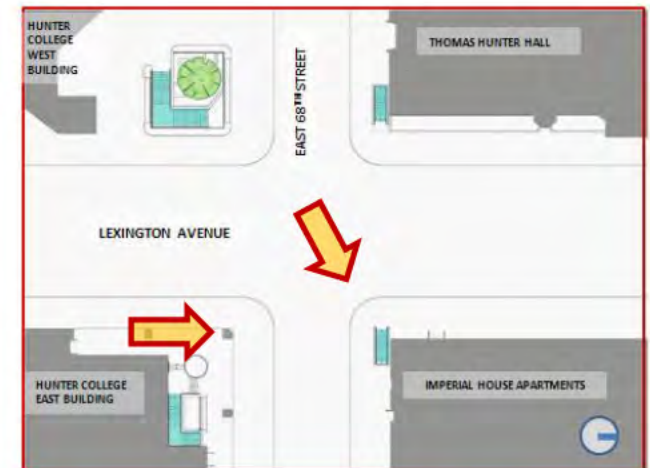 HUNTER
COLLEGE
WEST
BUILDING
THOMAS HUNTER HALL
EAST 68TH STREET
LEXINGTON AVENUE
HUNTER COLLEGE
EAST BUILDING
IMPERIAL HOUSE APARTMENTS